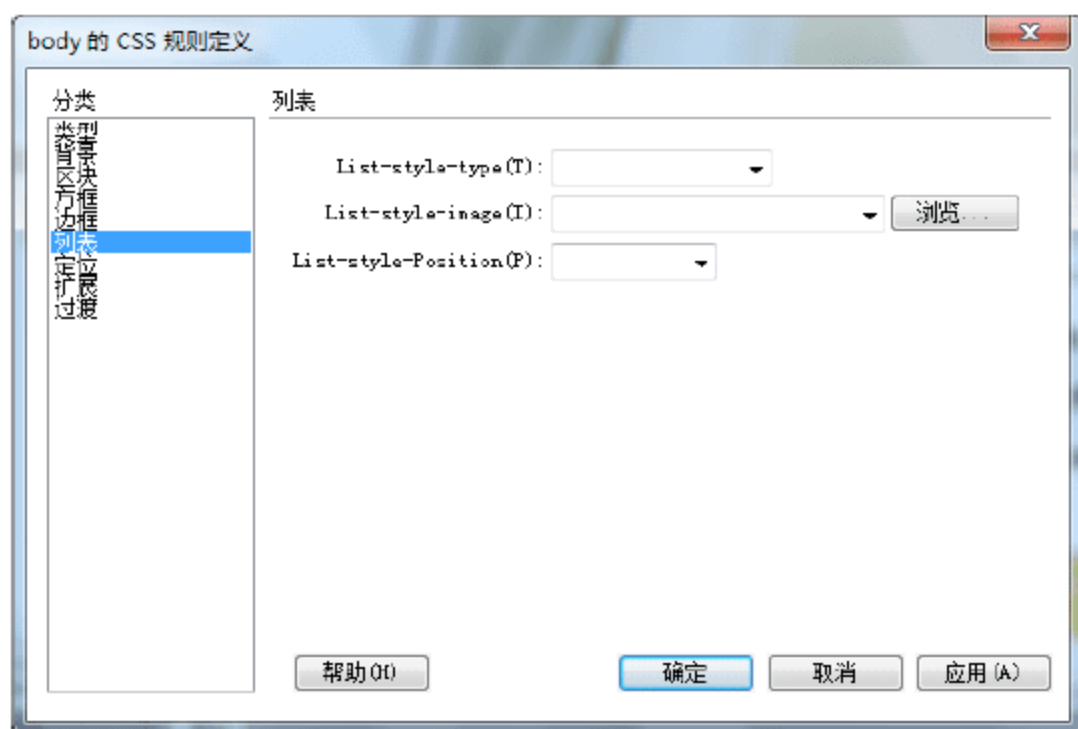 body 的 CSS 规则定义
分类
类型
背景
区块
方框
边框
列表
定位
扩展
过渡
列表
List-style-type(T):
List-style-image(I):
浏览...
List-style-Position(P):
帮助(H)
确定
取消
应用(A)